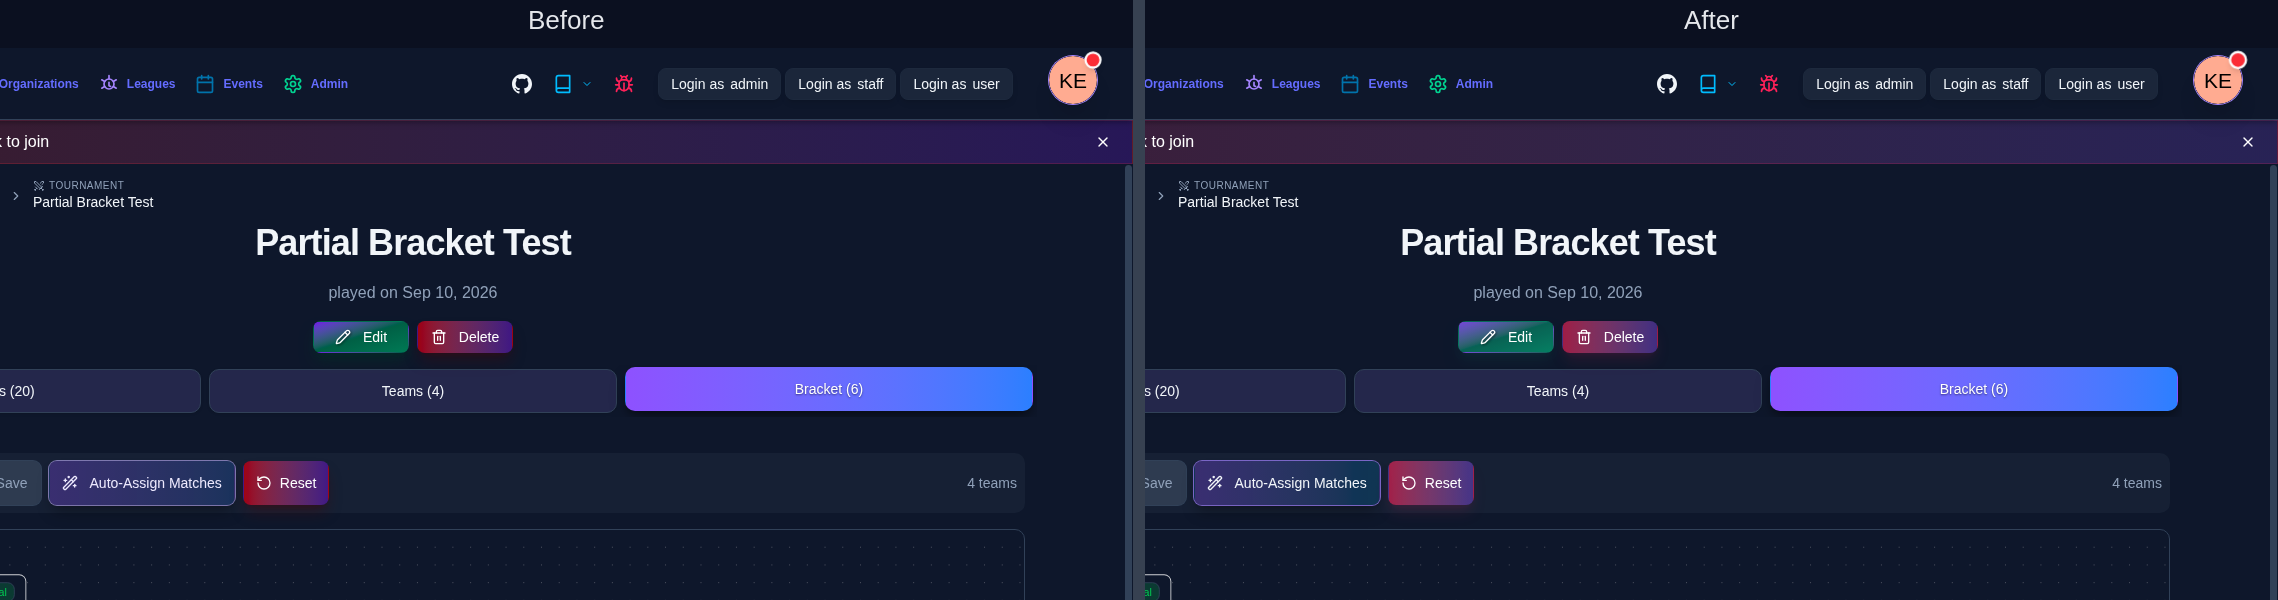 Before
After
Organizations Leagues Events Admin Login as admin Login as staff Login as user KE
Organizations Leagues Events Admin Login as admin Login as staff Login as user KE
to join
to join
TOURNAMENT
Partial Bracket Test
TOURNAMENT
Partial Bracket Test
Partial Bracket Test
Partial Bracket Test
played on Sep 10, 2026
played on Sep 10, 2026
Edit Delete
Edit Delete
s (20) Teams (4) Bracket (6)
s (20) Teams (4) Bracket (6)
Save Auto-Assign Matches Reset 4 teams
Save Auto-Assign Matches Reset 4 teams
al
al